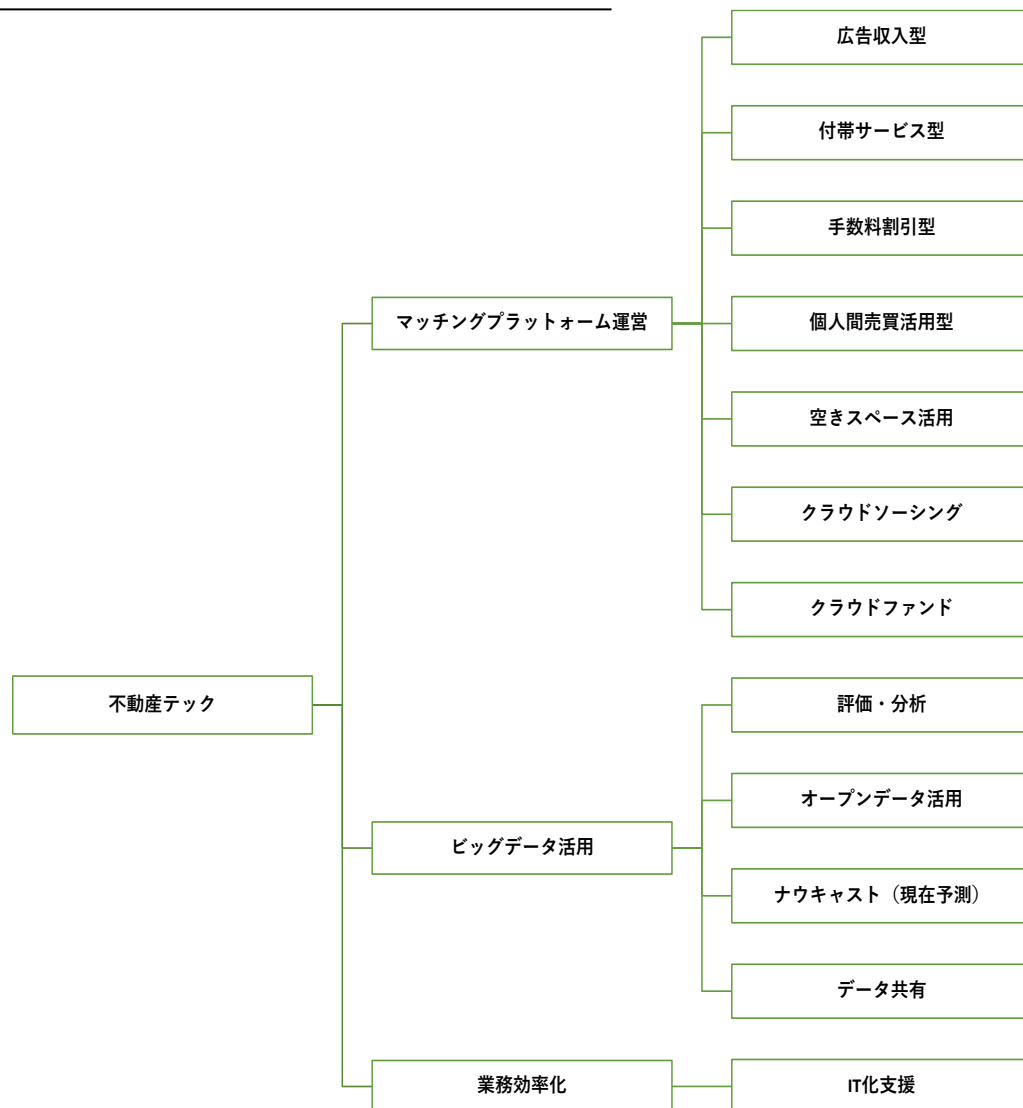 広告収入型
付帯サービス型
手数料割引型
マッチングプラットォーム運営
個人間売買活用型
空きスペース活用
クラウドソーシング
クラウドファンド
不動産テック
評価・分析
オープンデータ活用
ビッグデータ活用
ナウキャスト（現在予測）
データ共有
業務効率化
IT化支援